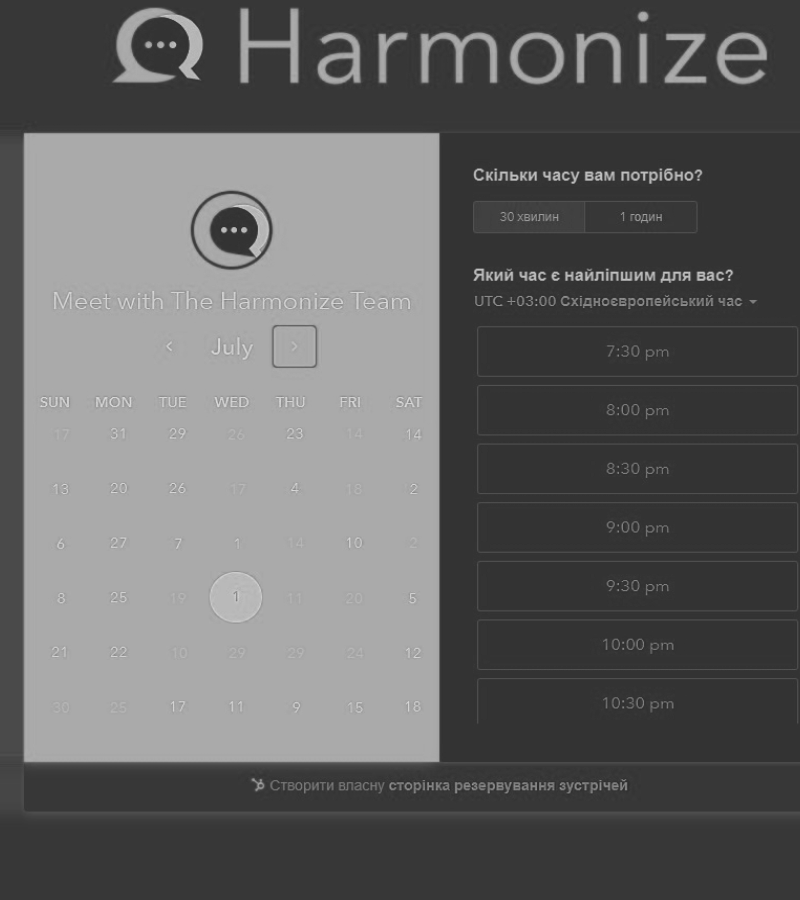 Harmonize
Meet with The Harmonize Team
July
SUN MON TUE WED THU FRI SAT
17 31 29 26 23 14 14
13 20 26 17 4 18 2
6 27 7 1 14 10 2
8 25 19 1 11 20 5
21 22 10 29 29 24 12
30 25 17 11 9 15 18
Скільки часу вам потрібно?
30 хвилин 1 годин
Який час є найліпшим для вас?
UTC +03:00 Східноєвропейський час
7:30 pm
8:00 pm
8:30 pm
9:00 pm
9:30 pm
10:00 pm
10:30 pm
Створити власну сторінка резервування зустрічей